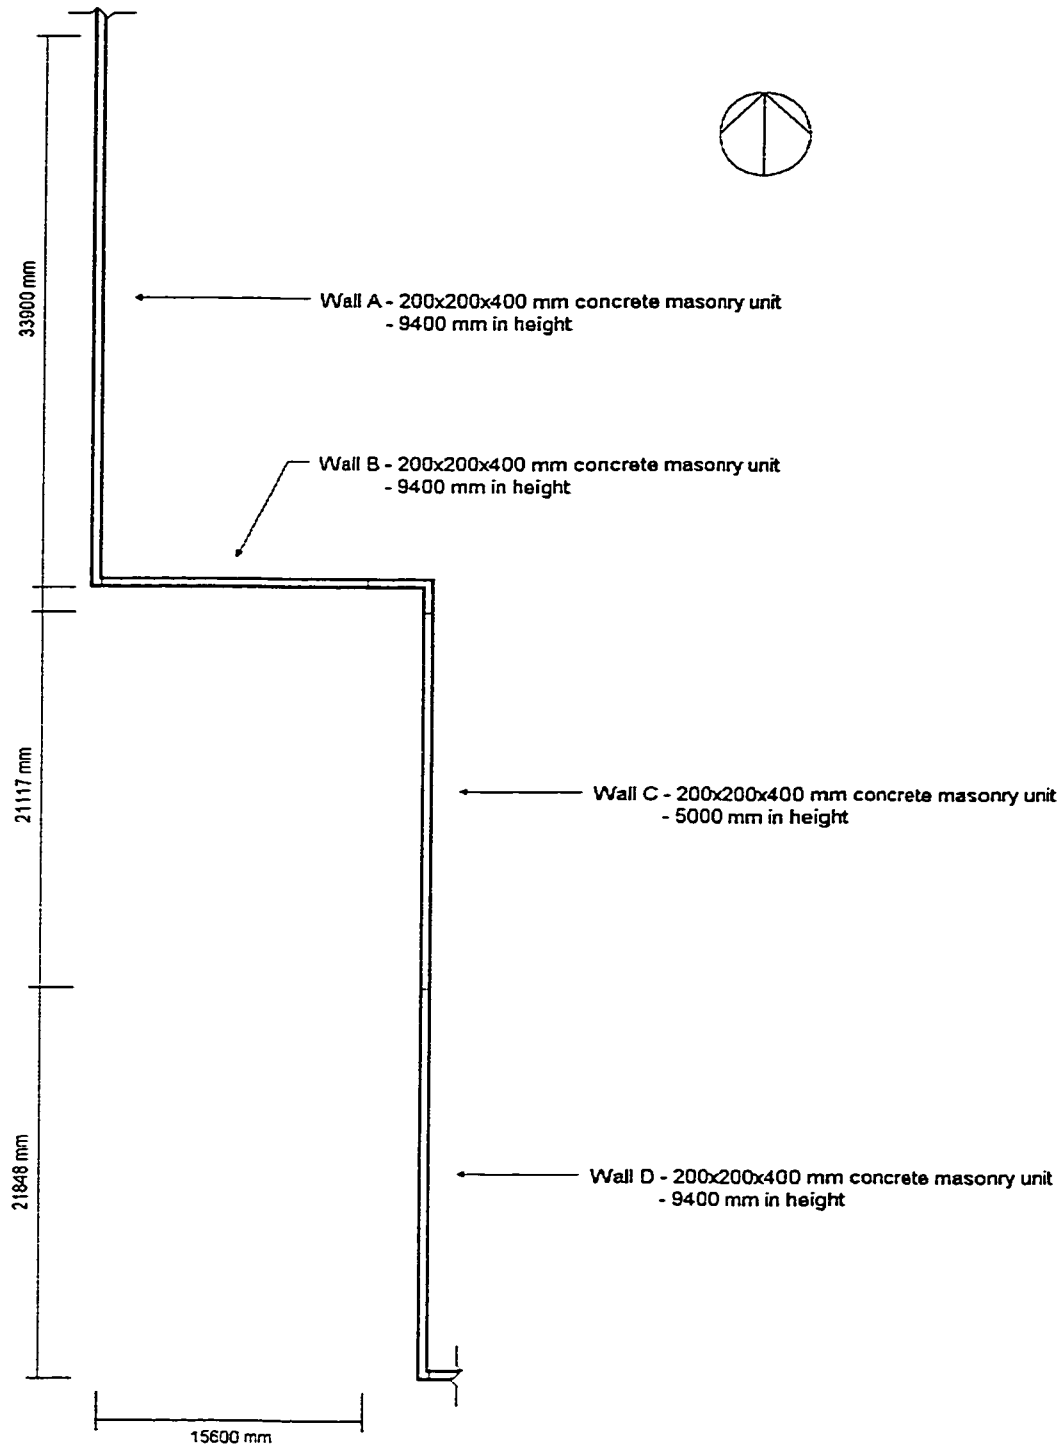 33900 mm
Wall A - 200x200x400 mm concrete masonry unit
- 9400 mm in height
Wall B - 200x200x400 mm concrete masonry unit
- 9400 mm in height
21117 mm
Wall C - 200x200x400 mm concrete masonry unit
- 5000 mm in height
21848 mm
Wall D - 200x200x400 mm concrete masonry unit
- 9400 mm in height
15600 mm